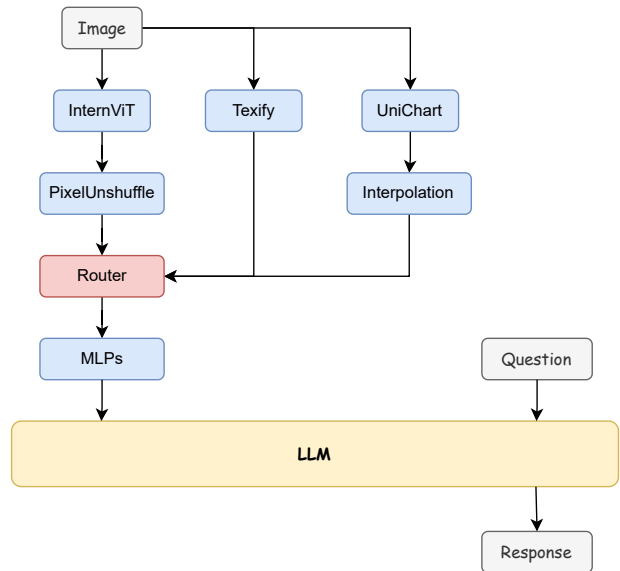 Image
InternViT
Texify
UniChart
PixelUnshuffle
Interpolation
Router
MLPs
Question
LLM
Response